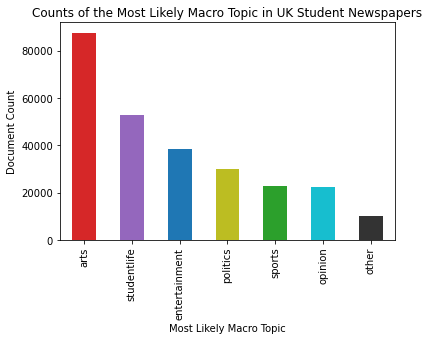 Counts of the Most Likely Macro Topic in UK Student Newspapers
Document Count
80000
60000
40000
20000
0
arts
studentlife
entertainment
politics
sports
opinion
other
Most Likely Macro Topic